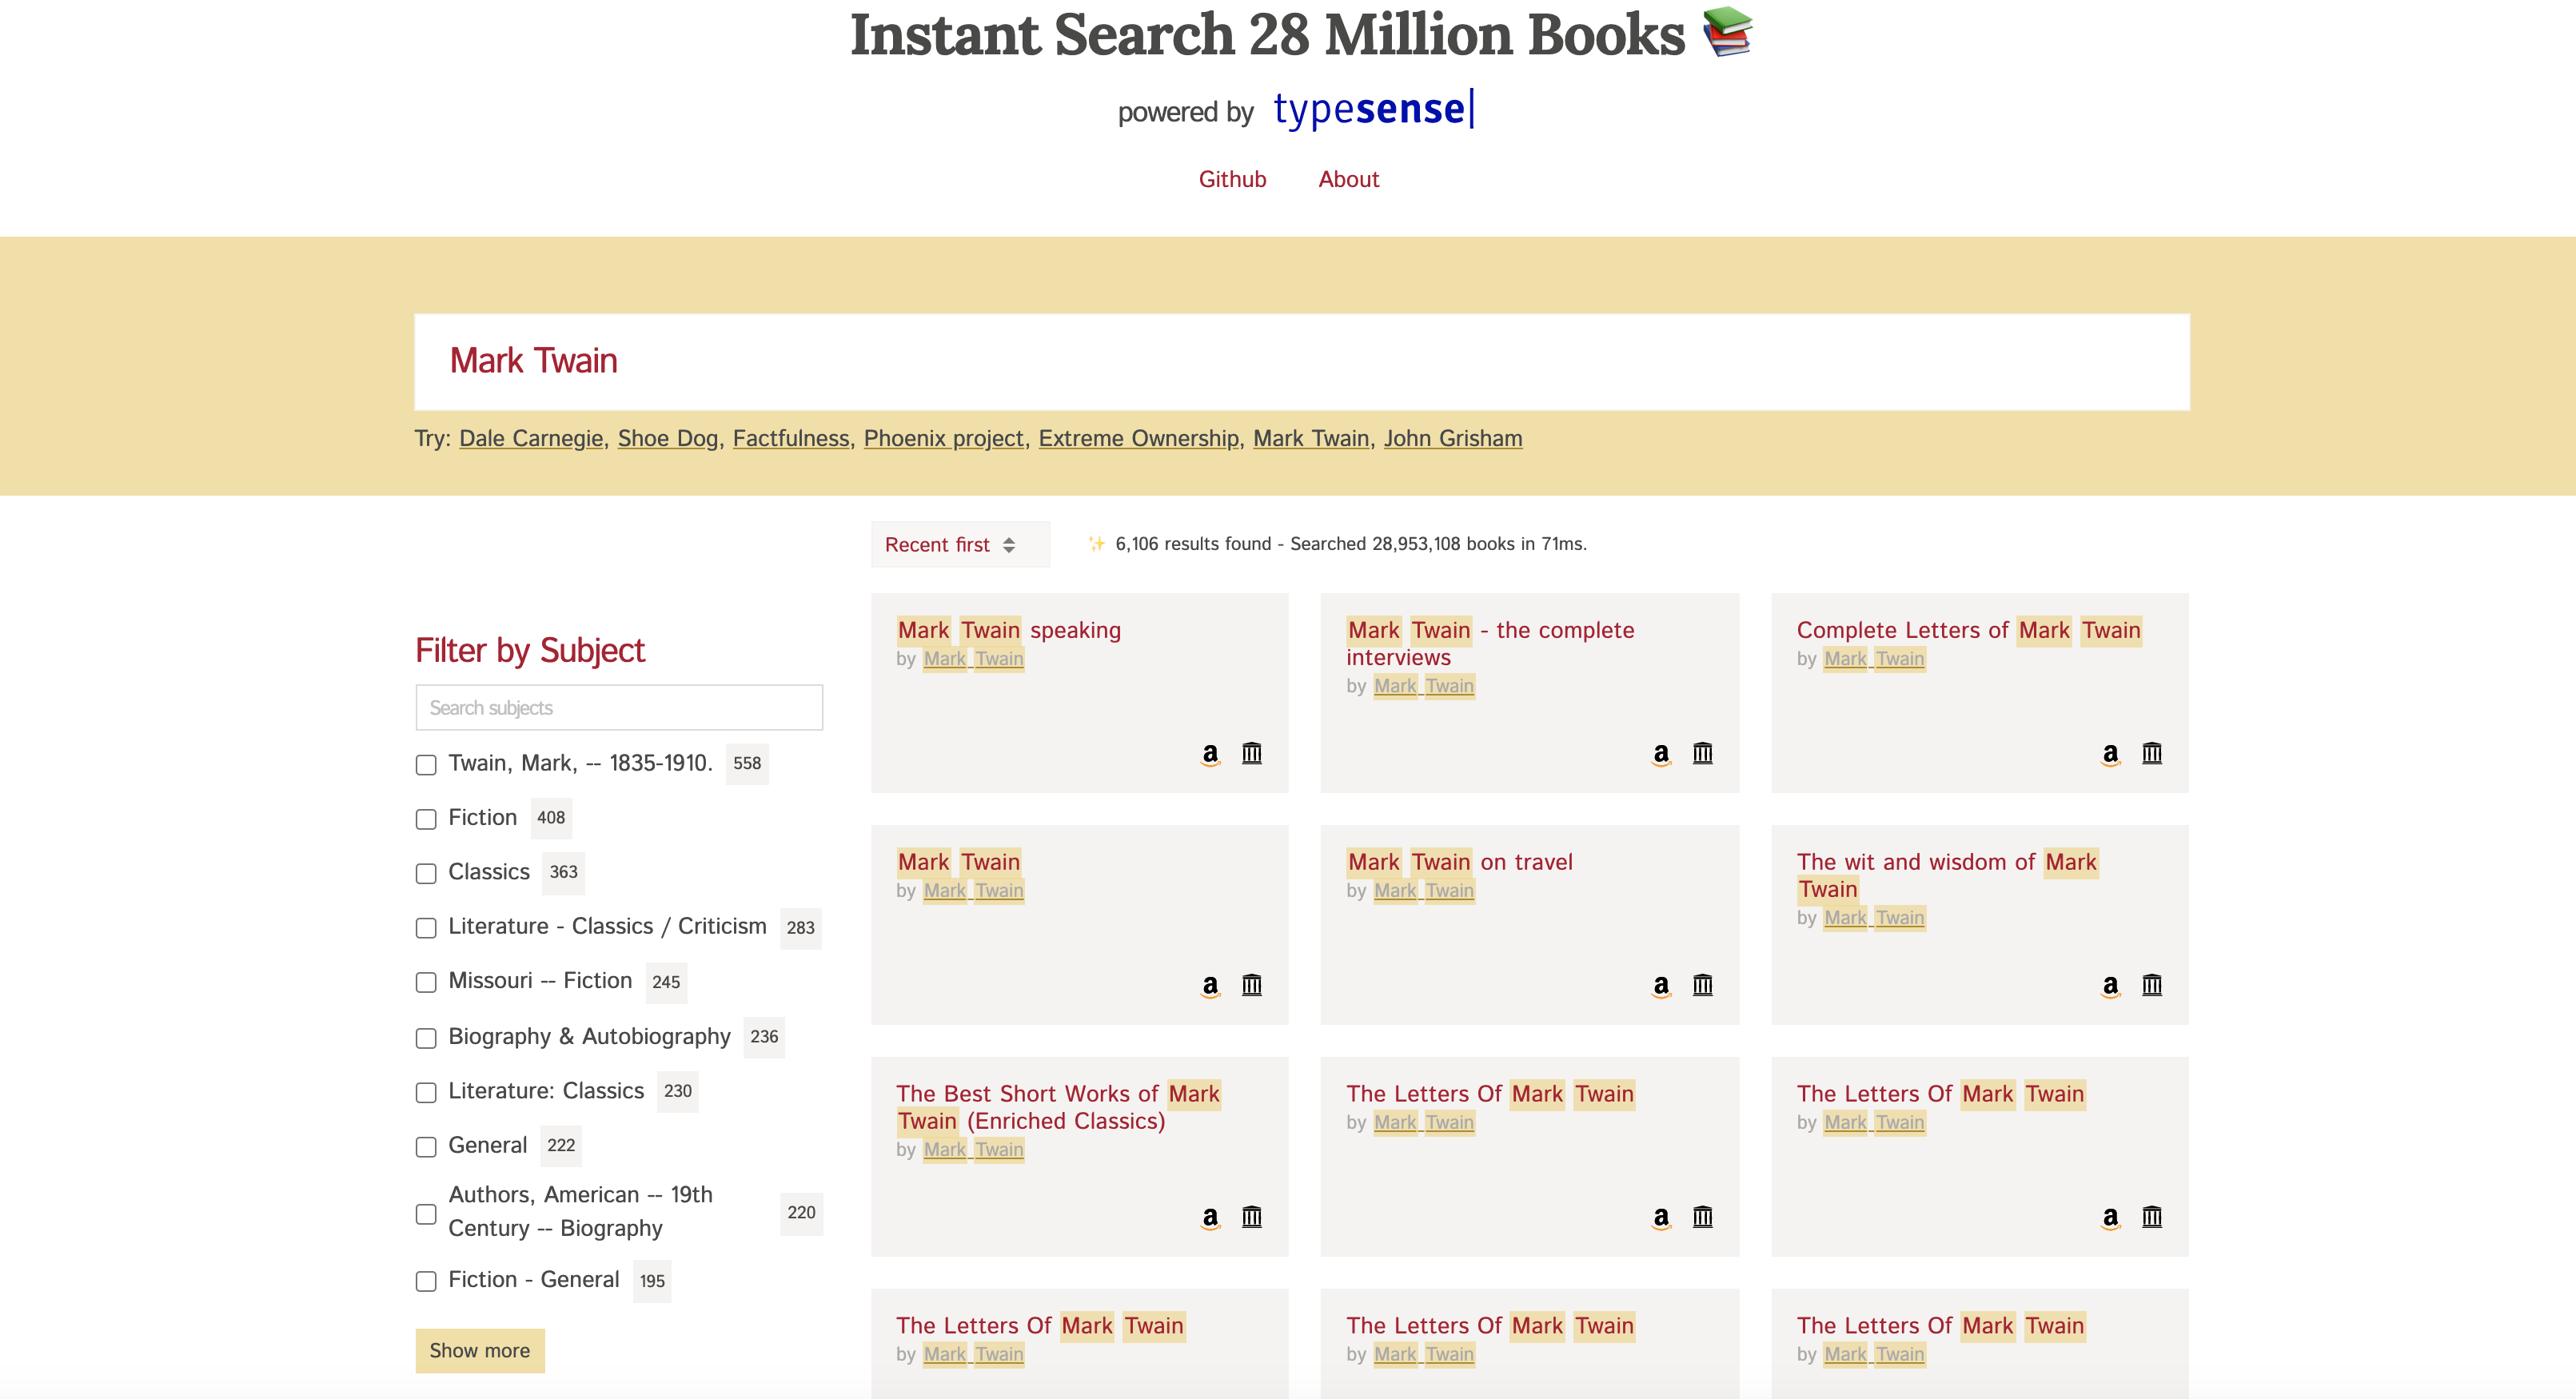 Instant Search 28 Million Books
powered by typesense|
Github About
Mark Twain
Try: Dale Carnegie, Shoe Dog, Factfulness, Phoenix project, Extreme Ownership, Mark Twain, John Grisham
Recent first
6,106 results found - Searched 28,953,108 books in 71ms.
Filter by Subject
Search subjects
Twain, Mark, -- 1835-1910. 558
Fiction 408
Classics 363
Literature - Classics / Criticism 283
Missouri -- Fiction 245
Biography & Autobiography 236
Literature: Classics 230
General 222
Authors, American -- 19th
Century -- Biography 220
Fiction - General 195
Show more
Mark Twain speaking
by Mark Twain
Mark Twain - the complete
interviews
by Mark Twain
Complete Letters of Mark Twain
by Mark Twain
Mark Twain
by Mark Twain
Mark Twain on travel
by Mark Twain
The wit and wisdom of Mark
Twain
by Mark Twain
The Best Short Works of Mark
Twain (Enriched Classics)
by Mark Twain
The Letters Of Mark Twain
by Mark Twain
The Letters Of Mark Twain
by Mark Twain
The Letters Of Mark Twain
by Mark Twain
The Letters Of Mark Twain
by Mark Twain
The Letters Of Mark Twain
by Mark Twain